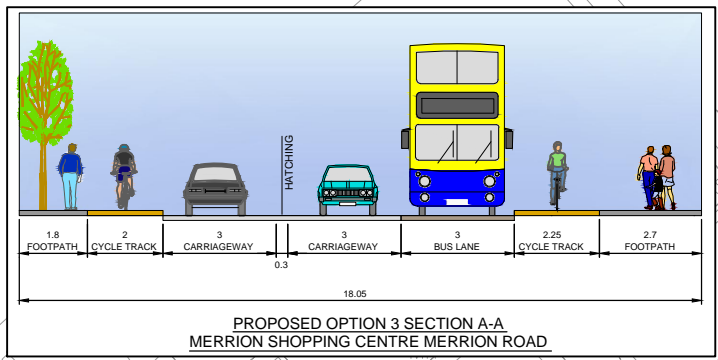 HATCHING
1.8 2 3 3 3 2.25 2.7
FOOTPATH CYCLE TRACK CARRIAGEWAY CARRIAGEWAY BUS LANE CYCLE TRACK FOOTPATH
0.3
18.05
PROPOSED OPTION 3 SECTION A-A
MERRION SHOPPING CENTRE MERRION ROAD